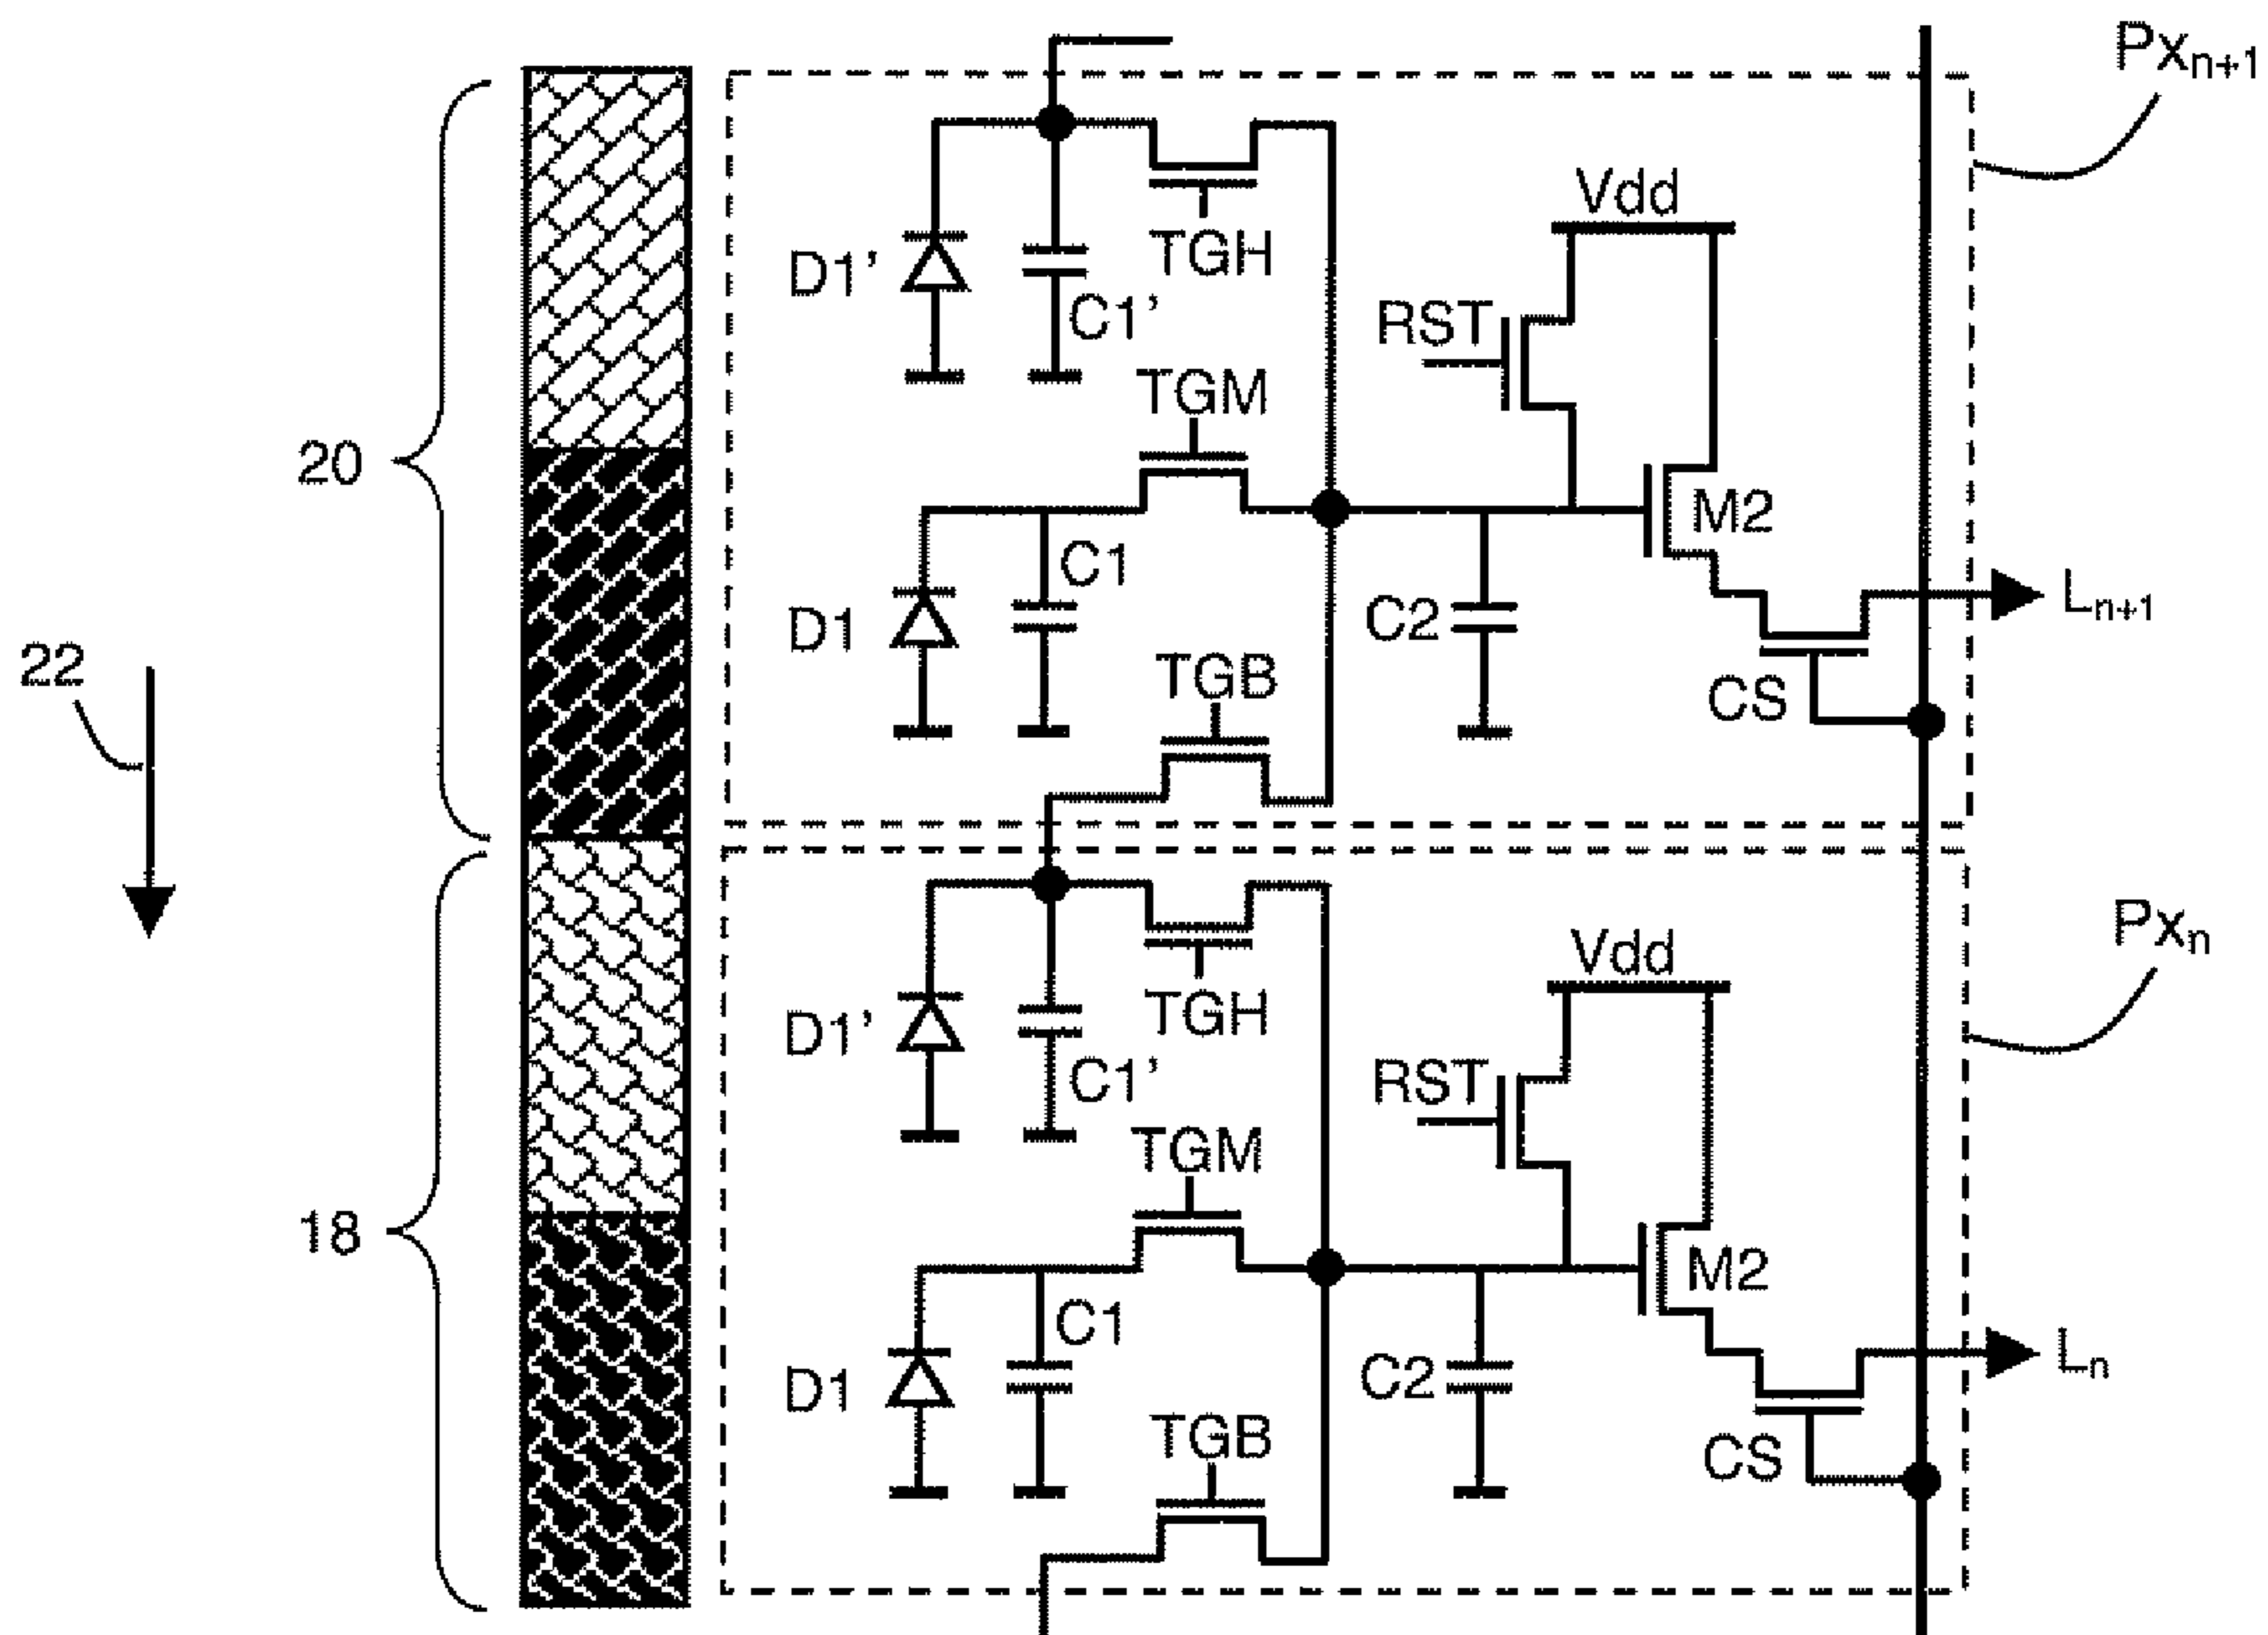 Pxn+1
Vdd
D1’
TGH
RST
C1’
TGM
20
M2
C1
D1
C2
Ln+1
22
TGB
CS
Pxn
Vdd
D1’
TGH
RST
C1’
TGM
18
M2
C1
D1
C2
Ln
TGB
CS